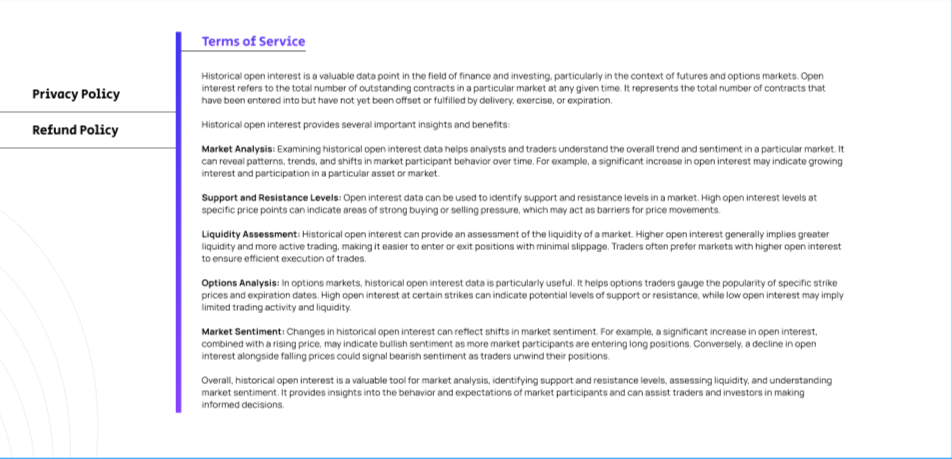 Terms of Service
Privacy Policy
Refund Policy
Historical open interest is a valuable data point in the field of finance and investing, particularly in the context of futures and options markets. Open
interest refers to the total number of outstanding contracts in a particular market at any given time. It represents the total number of contracts that
have been entered into but have not yet been offset or fulfilled by delivery, exercise, or expiration.
Historical open interest provides several important insights and benefits:
Market Analysis: Examining historical open interest data helps analysts and traders understand the overall trend and sentiment in a particular market. It
can reveal patterns, trends, and shifts in market participant behavior over time. For example, a significant increase in open interest may indicate growing
interest and participation in a particular asset or market.
Support and Resistance Levels: Open interest data can be used to identify support and resistance levels in a market. High open interest levels at
specific price points can indicate areas of strong buying or selling pressure, which may act as barriers for price movements.
Liquidity Assessment: Historical open interest can provide an assessment of the liquidity of a market. Higher open interest generally implies greater
liquidity and more active trading, making it easier to enter or exit positions with minimal slippage. Traders often prefer markets with higher open interest
to ensure efficient execution of trades.
Options Analysis: In options markets, historical open interest data is particularly useful. It helps options traders gauge the popularity of specific strike
prices and expiration dates. High open interest at certain strikes can indicate potential levels of support or resistance, while low open interest may imply
limited trading activity and liquidity.
Market Sentiment: Changes in historical open interest can reflect shifts in market sentiment. For example, a significant increase in open interest,
combined with a rising price, may indicate bullish sentiment as more market participants are entering long positions. Conversely, a decline in open
interest alongside falling prices could signal bearish sentiment as traders unwind their positions.
Overall, historical open interest is a valuable tool for market analysis, identifying support and resistance levels, assessing liquidity, and understanding
market sentiment. It provides insights into the behavior and expectations of market participants and can assist traders and investors in making
informed decisions.